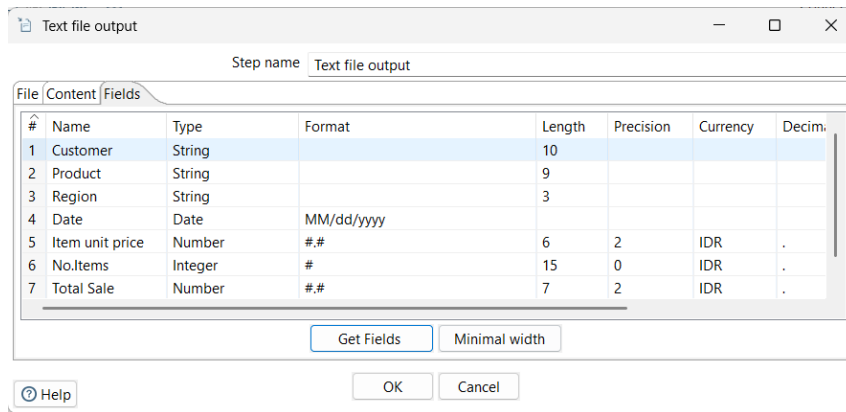 Text file output
Step name Text file output
File Content Fields
# Name Type Format Length Precision Currency Decim
1 Customer String 10
2 Product String 9
3 Region String 3
4 Date Date MM/dd/yyyy
5 Item unit price Number #.# 6 2 IDR .
6 No.Items Integer # 15 0 IDR .
7 Total Sale Number #.# 7 2 IDR .
Get Fields Minimal width
Help OK Cancel